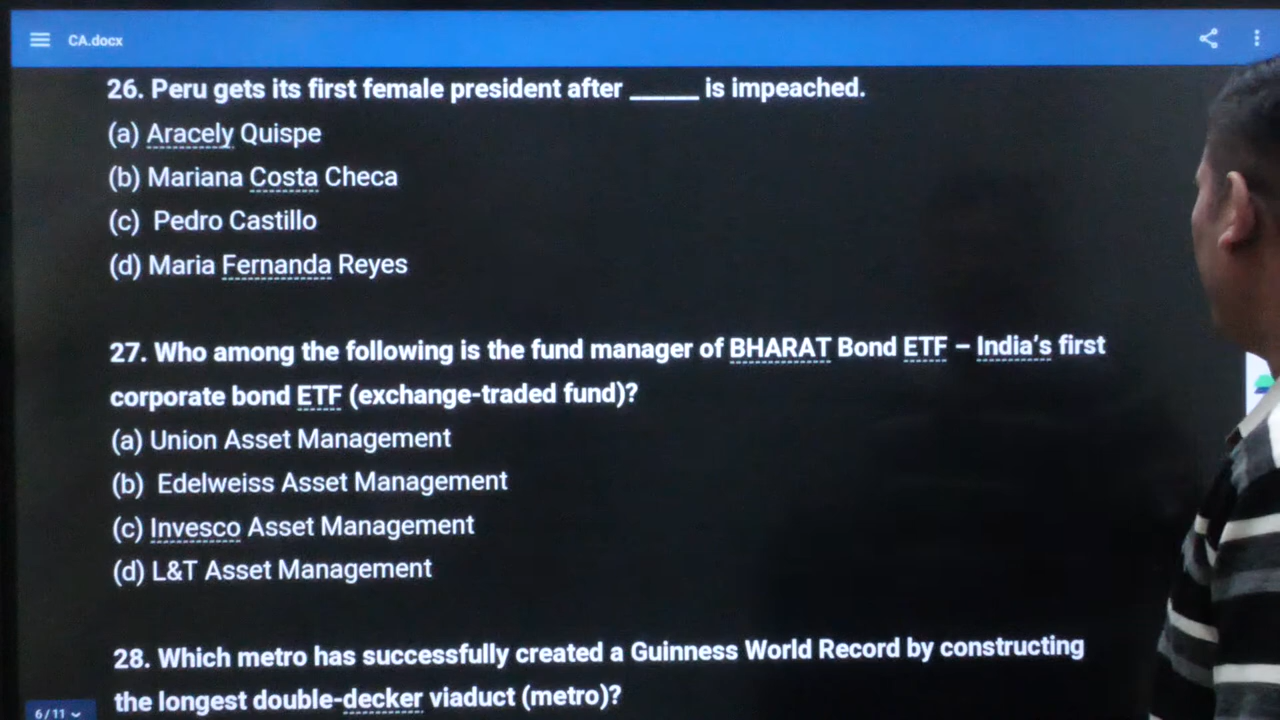 CA.docx
26. Peru gets its first female president after ______ is impeached.
(a) Aracely Quispe
(b) Mariana Costa Checa
(c) Pedro Castillo
(d) Maria Fernanda Reyes
27. Who among the following is the fund manager of BHARAT Bond ETF – India's first
corporate bond ETF (exchange-traded fund)?
(a) Union Asset Management
(b) Edelweiss Asset Management
(c) Invesco Asset Management
(d) L&T Asset Management
28. Which metro has successfully created a Guinness World Record by constructing
the longest double-decker viaduct (metro)?
6/11